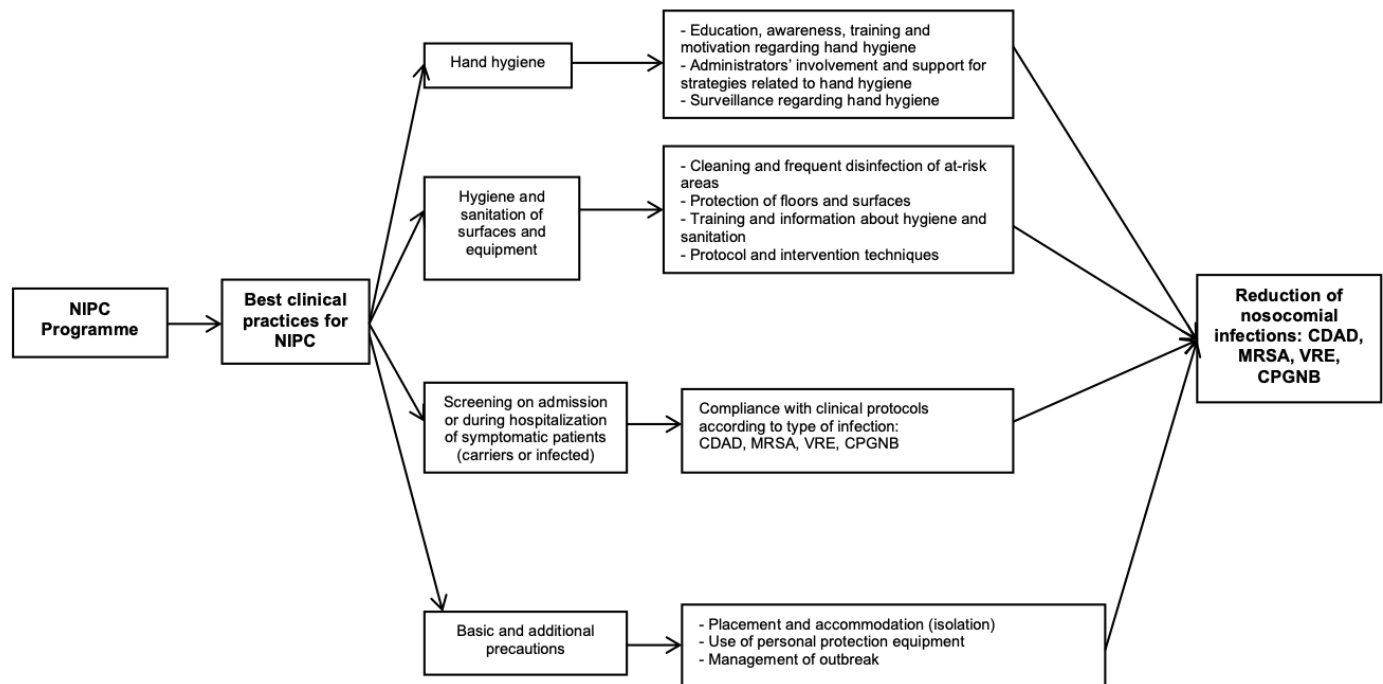 NIPC
Programme
Best clinical
practices for
NIPC
Hand hygiene
- Education, awareness, training and
motivation regarding hand hygiene
- Administrators' involvement and support for
strategies related to hand hygiene
- Surveillance regarding hand hygiene
Hygiene and
sanitation of
surfaces and
equipment
- Cleaning and frequent disinfection of at-risk
areas
- Protection of floors and surfaces
- Training and information about hygiene and
sanitation
- Protocol and intervention techniques
Screening on admission
or during hospitalization
of symptomatic patients
(carriers or infected)
Compliance with clinical protocols
according to type of infection:
CDAD, MRSA, VRE, CPGNB
Basic and additional
precautions
- Placement and accommodation (isolation)
- Use of personal protection equipment
- Management of outbreak
Reduction of
nosocomial
infections: CDAD,
MRSA, VRE,
CPGNB